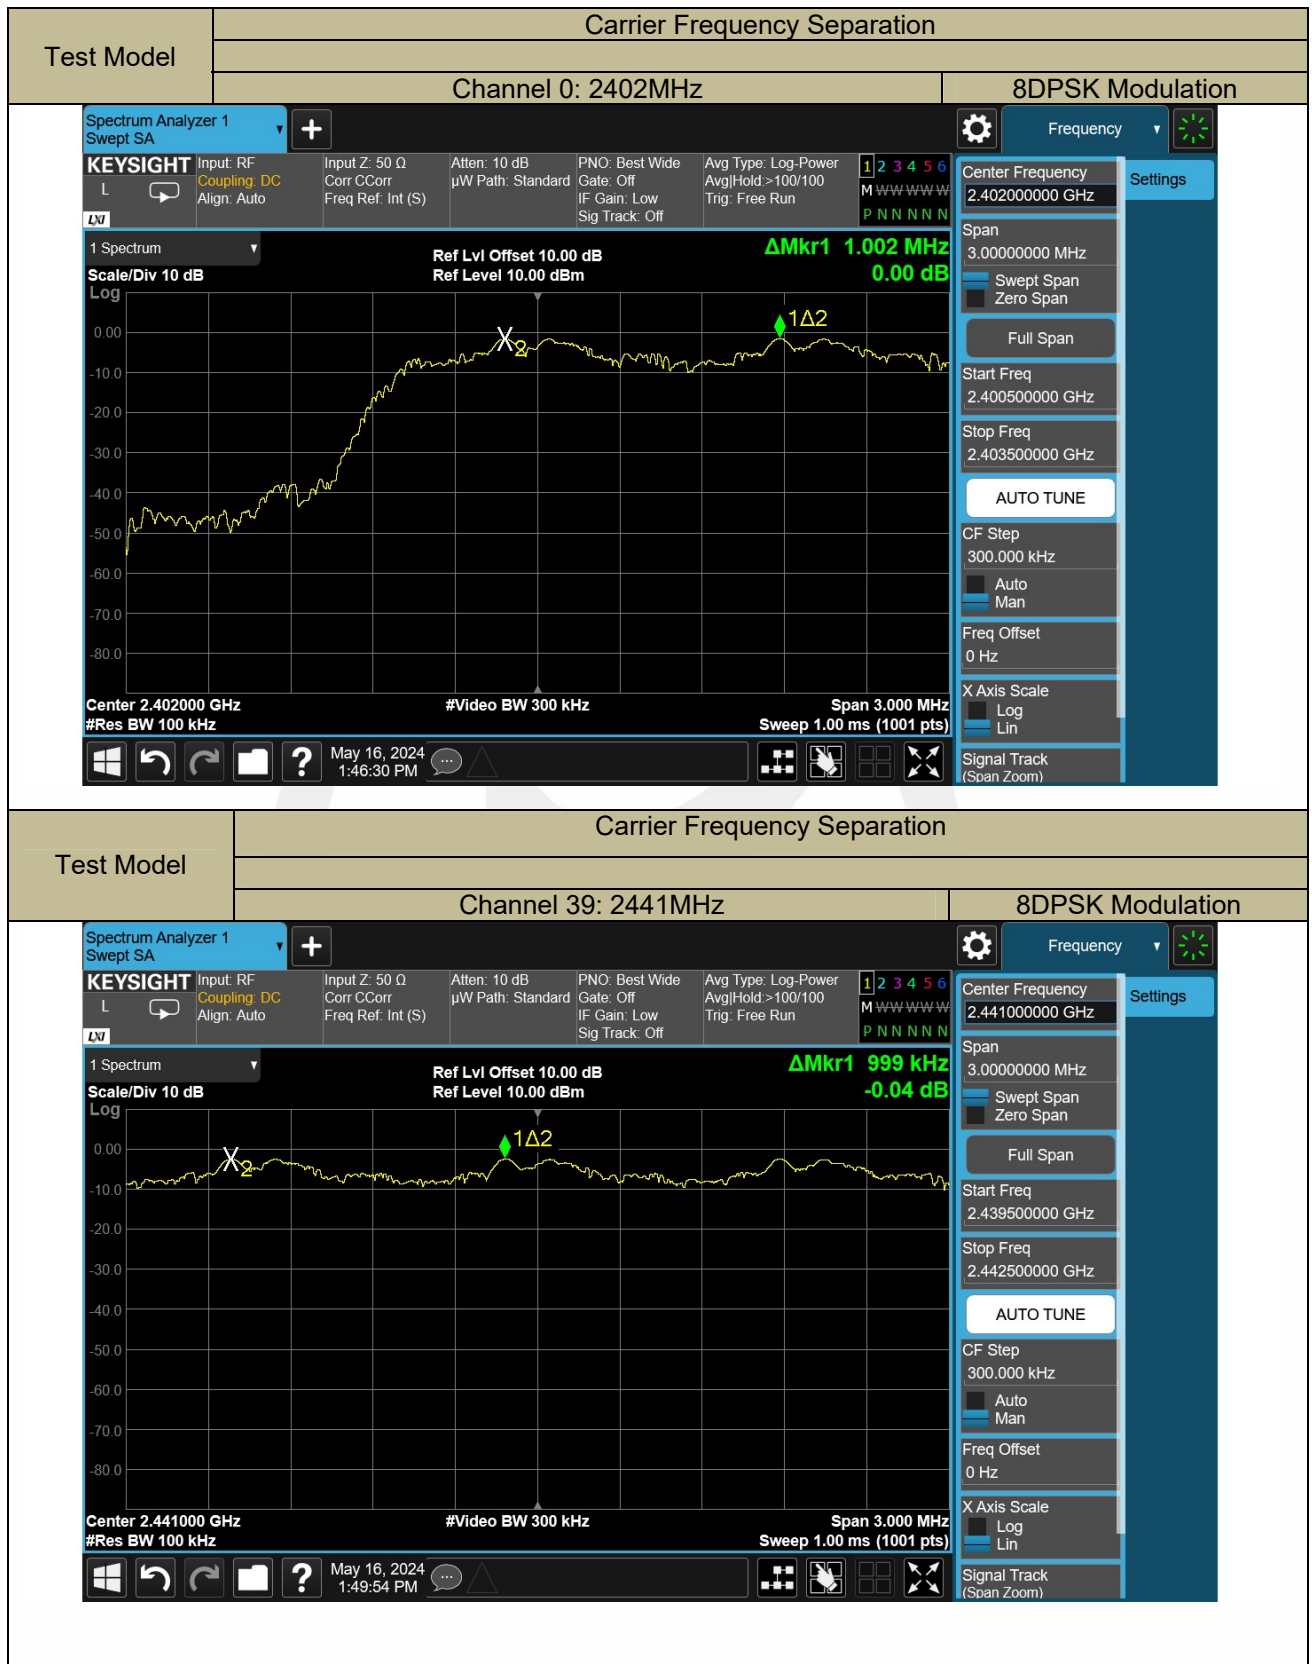 Test Model
Carrier Frequency Separation
Channel 0: 2402MHz
8DPSK Modulation
Spectrum Analyzer 1
Swept SA
Frequency
KEYSIGHT
L
LXI
Input: RF
Coupling: DC
Align: Auto
Input Z: 50 Ω
Corr CCorr
Freq Ref: Int (S)
Atten: 10 dB
µW Path: Standard
PNO: Best Wide
Gate: Off
IF Gain: Low
Sig Track: Off
Avg Type: Log-Power
Avg|Hold:>100/100
Trig: Free Run
1 2 3 4 5 6
M W W W W W
P N N N N N
1 Spectrum
Scale/Div 10 dB
Ref Lvl Offset 10.00 dB
Ref Level 10.00 dBm
ΔMkr1 1.002 MHz
0.00 dB
Log
0.00
-10.0
-20.0
-30.0
-40.0
-50.0
-60.0
-70.0
-80.0
X2
1Δ2
Center 2.402000 GHz
#Res BW 100 kHz
#Video BW 300 kHz
Span 3.000 MHz
Sweep 1.00 ms (1001 pts)
May 16, 2024
1:46:30 PM
Center Frequency
2.402000000 GHz
Settings
Span
3.00000000 MHz
Swept Span
Zero Span
Full Span
Start Freq
2.400500000 GHz
Stop Freq
2.403500000 GHz
AUTO TUNE
CF Step
300.000 kHz
Auto
Man
Freq Offset
0 Hz
X Axis Scale
Log
Lin
Signal Track
(Span Zoom)
Test Model
Carrier Frequency Separation
Channel 39: 2441MHz
8DPSK Modulation
Spectrum Analyzer 1
Swept SA
Frequency
KEYSIGHT
L
LXI
Input: RF
Coupling: DC
Align: Auto
Input Z: 50 Ω
Corr CCorr
Freq Ref: Int (S)
Atten: 10 dB
µW Path: Standard
PNO: Best Wide
Gate: Off
IF Gain: Low
Sig Track: Off
Avg Type: Log-Power
Avg|Hold:>100/100
Trig: Free Run
1 2 3 4 5 6
M W W W W W
P N N N N N
1 Spectrum
Scale/Div 10 dB
Ref Lvl Offset 10.00 dB
Ref Level 10.00 dBm
ΔMkr1 999 kHz
-0.04 dB
Log
0.00
-10.0
-20.0
-30.0
-40.0
-50.0
-60.0
-70.0
-80.0
X2
1Δ2
Center 2.441000 GHz
#Res BW 100 kHz
#Video BW 300 kHz
Span 3.000 MHz
Sweep 1.00 ms (1001 pts)
May 16, 2024
1:49:54 PM
Center Frequency
2.441000000 GHz
Settings
Span
3.00000000 MHz
Swept Span
Zero Span
Full Span
Start Freq
2.439500000 GHz
Stop Freq
2.442500000 GHz
AUTO TUNE
CF Step
300.000 kHz
Auto
Man
Freq Offset
0 Hz
X Axis Scale
Log
Lin
Signal Track
(Span Zoom)